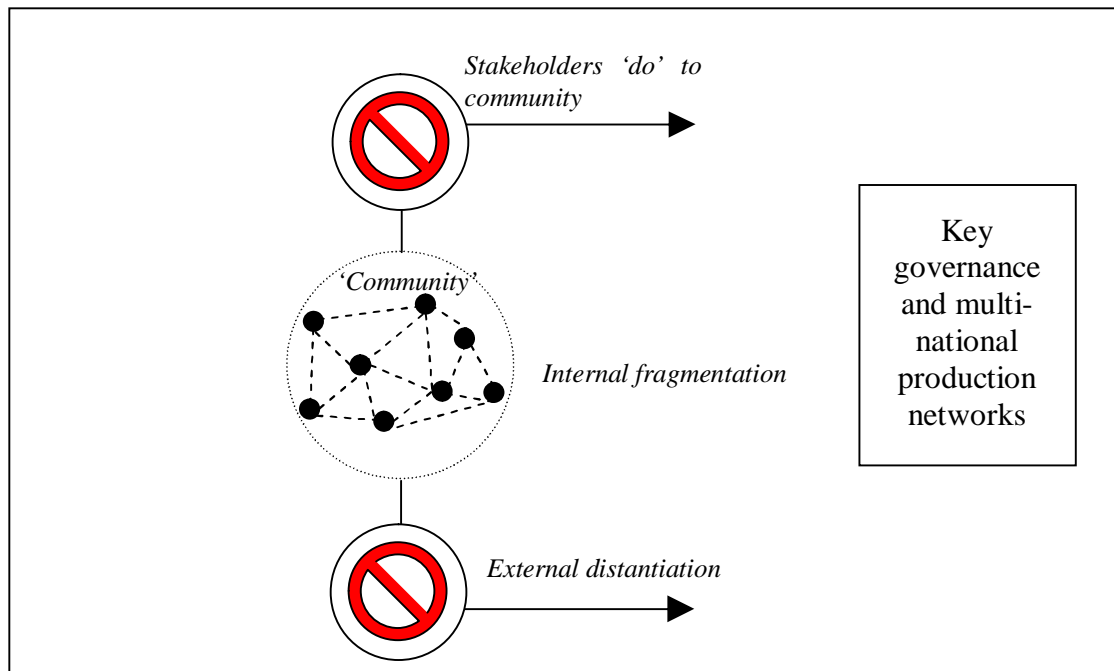 Stakeholders ‘do’ to
community
‘Community’
Internal fragmentation
External distantiation
Key
governance
and multi-
national
production
networks